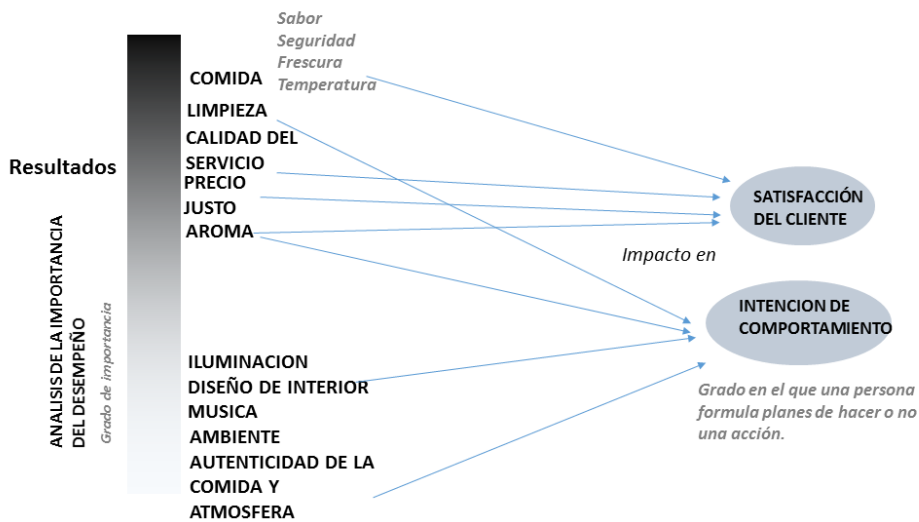 Sabor
Seguridad
Frescura
Temperatura
COMIDA
LIMPIEZA
CALIDAD DEL
SERVICIO
PRECIO
JUSTO
AROMA
Resultados
ANALISIS DE LA IMPORTANCIA
DEL DESEMPEÑO
Grado de importancia
ILUMINACION
DISEÑO DE INTERIOR
MUSICA
AMBIENTE
AUTENTICIDAD DE LA
COMIDA Y
ATMOSFERA
Impacto en
SATISFACCIÓN
DEL CLIENTE
INTENCION DE
COMPORTAMIENTO
Grado en el que una persona
formula planes de hacer o no
una acción.